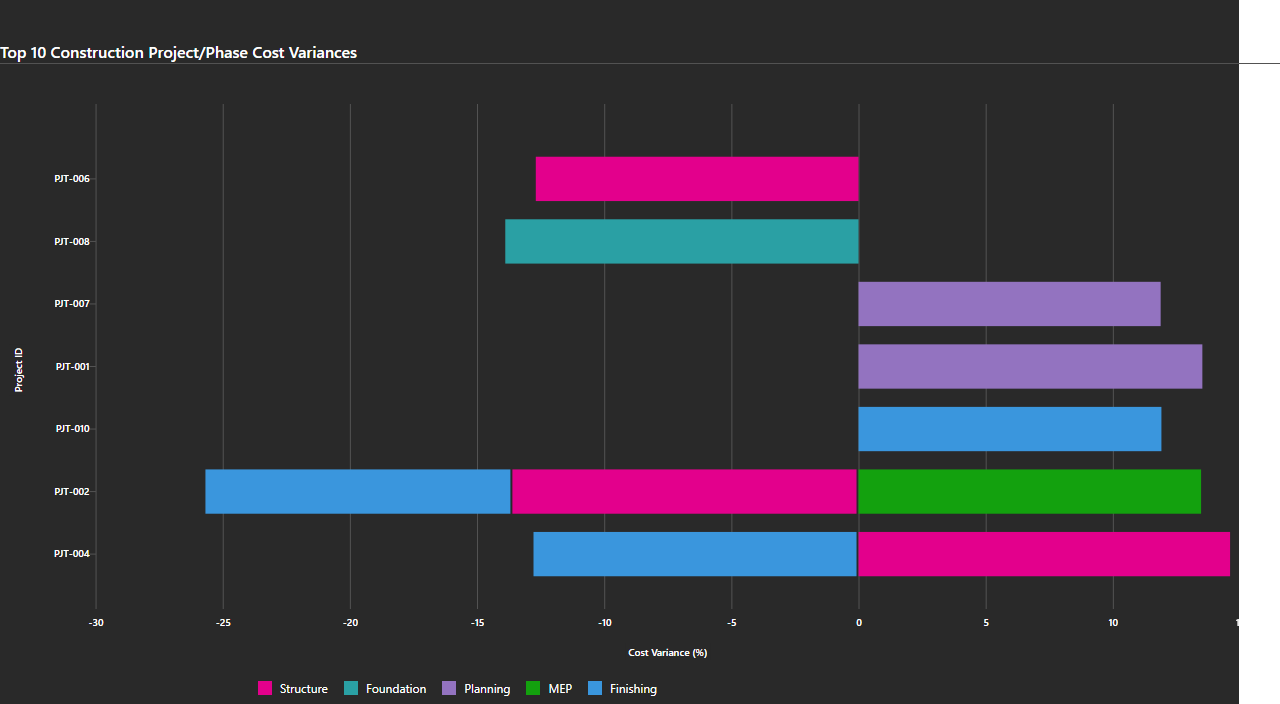 Top 10 Construction Project/Phase Cost Variances
PJT-006
PJT-008
PJT-007
PJT-001
PJT-010
PJT-002
PJT-004
Project ID
-30 -25 -20 -15 -10 -5 0 5 10
Cost Variance (%)
Structure Foundation Planning MEP Finishing